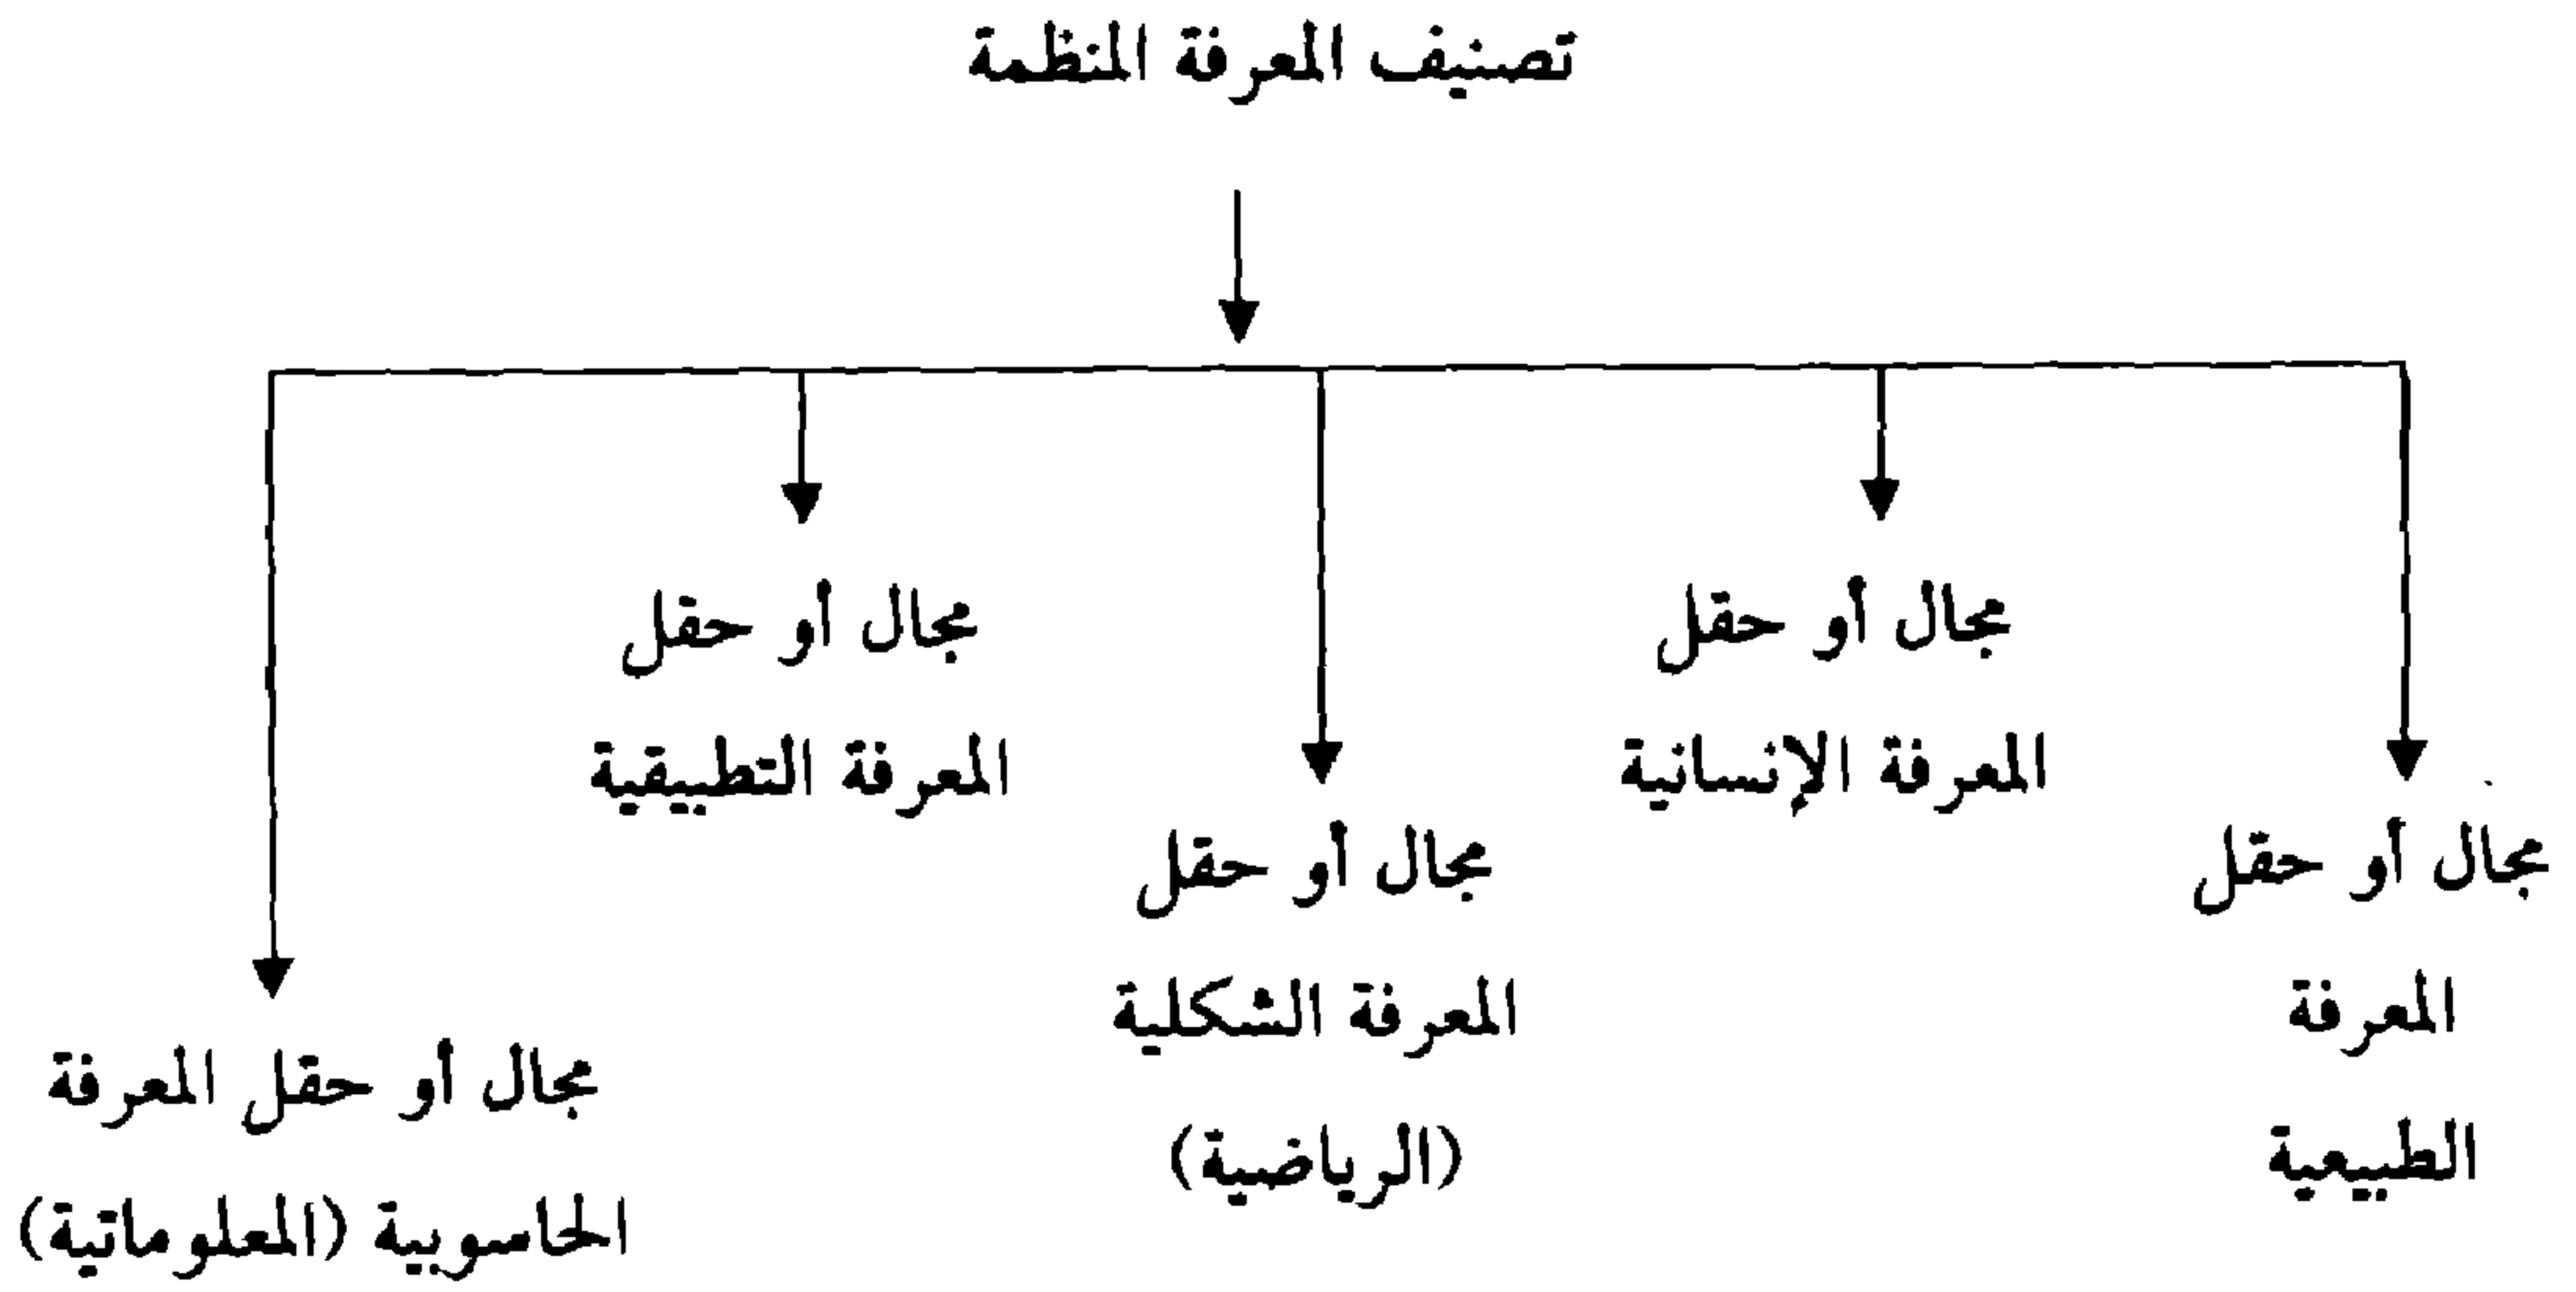 تصنيف المعرفة المنظمة
مجال أو حقل
المعرفة
الطبيعية
مجال أو حقل
المعرفة الإنسانية
مجال أو حقل
المعرفة الشكلية
(الرياضية)
مجال أو حقل
المعرفة التطبيقية
مجال أو حقل المعرفة
الحاسوبية (المعلوماتية)